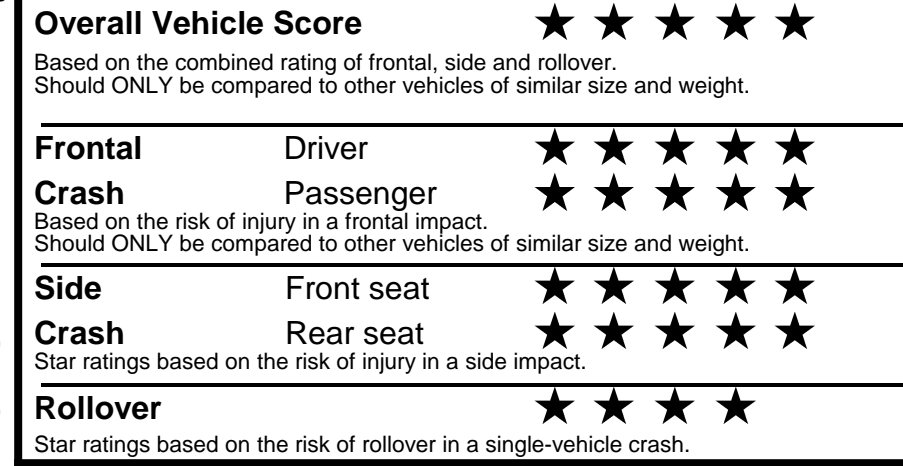 Overall Vehicle Score ★ ★ ★ ★ ★
Based on the combined rating of frontal, side and rollover.
Should ONLY be compared to other vehicles of similar size and weight.
Frontal Driver ★ ★ ★ ★ ★
Crash Passenger ★ ★ ★ ★ ★
Based on the risk of injury in a frontal impact.
Should ONLY be compared to other vehicles of similar size and weight.
Side Front seat ★ ★ ★ ★ ★
Crash Rear seat ★ ★ ★ ★ ★
Star ratings based on the risk of injury in a side impact.
Rollover ★ ★ ★ ★
Star ratings based on the risk of rollover in a single-vehicle crash.